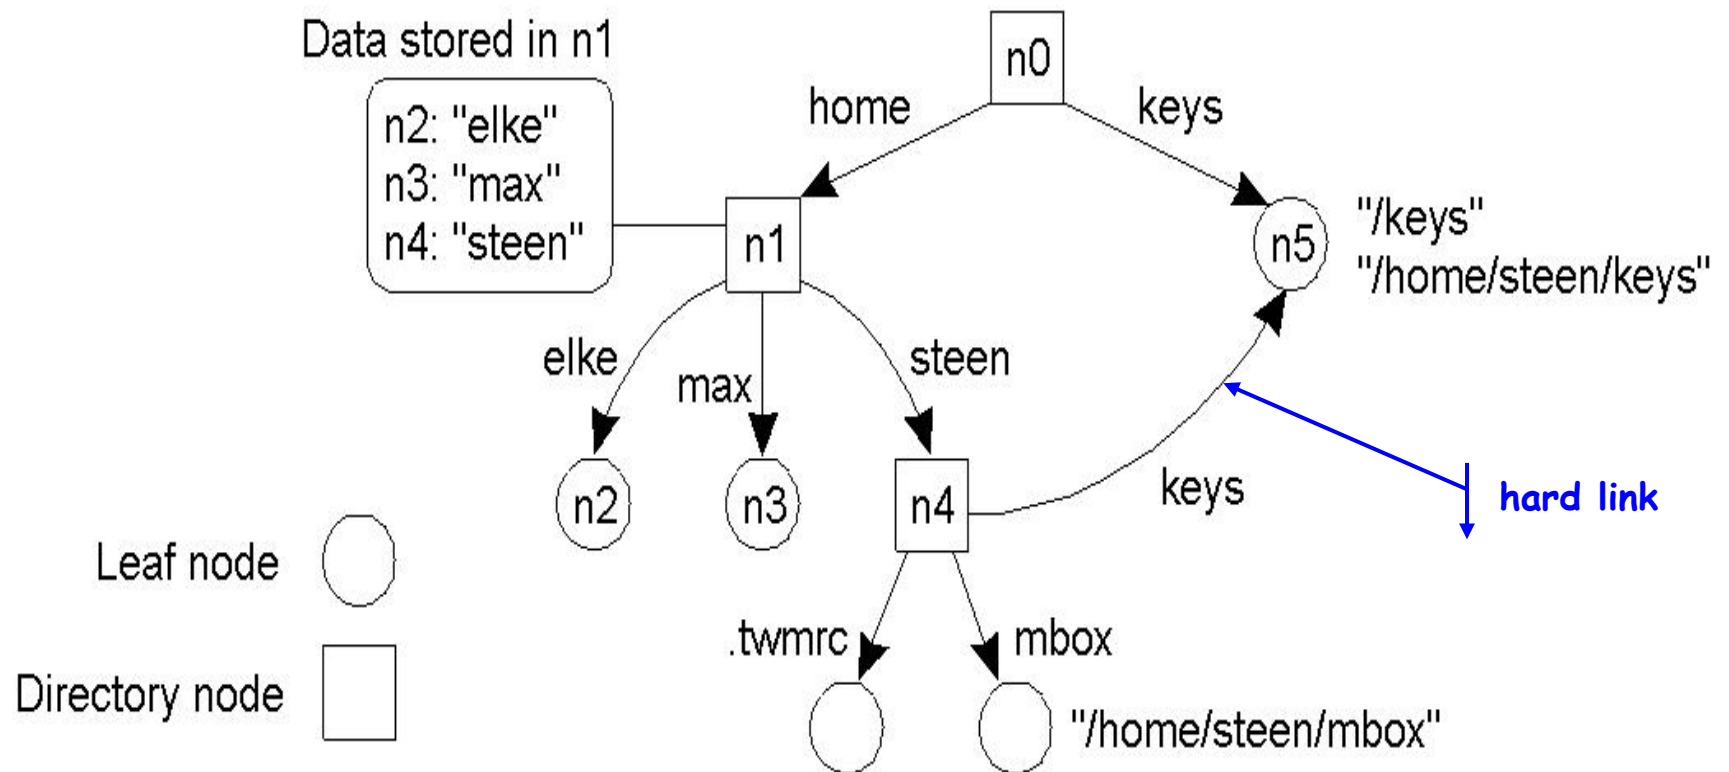 Data stored in n1
n0
n2: "elke"
n3: "max"
n4: "steen"
home
keys
n1
n5
"/keys"
"/home/steen/keys"
elke
max
steen
n2
n3
n4
keys
hard link
Leaf node
.twmrc
mbox
Directory node
"/home/steen/mbox"